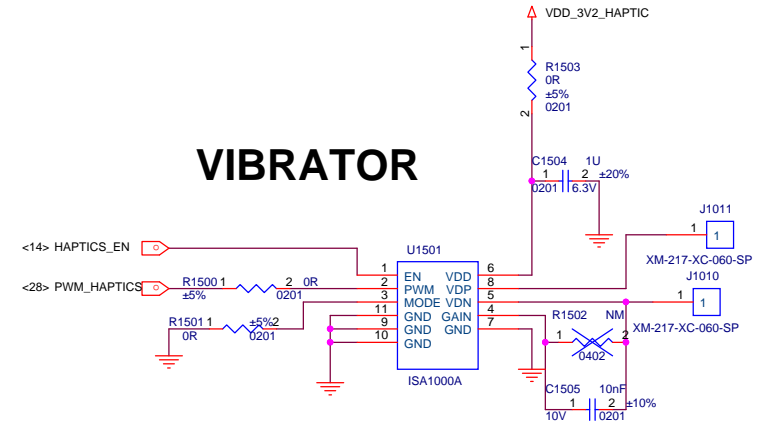 VDD_3V2_HAPTIC
1
R1503
0R
±5%
0201
2
VIBRATOR
C1504 1U
1 2 ±20%
0201 6.3V
J1011
1 1
XM-217-XC-060-SP
J1010
1 1
XM-217-XC-060-SP
<14> HAPTICS_EN
<28> PWM_HAPTICS
R1500 1 2 0R
±5% 0201
R1501 1 ±5% 2
0R 0201
U1501
1 EN VDD 6
2 PWM VDP 8
3 MODE VDN 5
11 GND GAIN 4
9 GND GND 7
10 GND
ISA1000A
R1502 NM
1 2
0402
C1505 10nF
1 2 ±10%
10V 0201